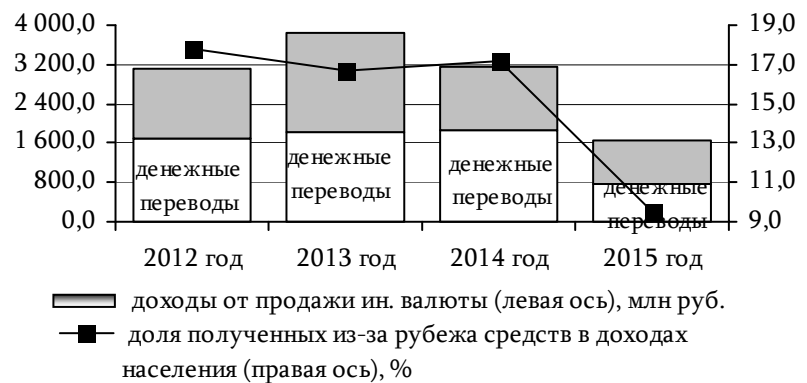 4 000,0
3 200,0
2 400,0
1 600,0
800,0
0,0
19,0
17,0
15,0
13,0
11,0
9,0
денежные
переводы
денежные
переводы
денежные
переводы
денежные
переводы
2012 год
2013 год
2014 год
2015 год
доходы от продажи ин. валюты (левая ось), млн руб.
доля полученных из-за рубежа средств в доходах
населения (правая ось), %